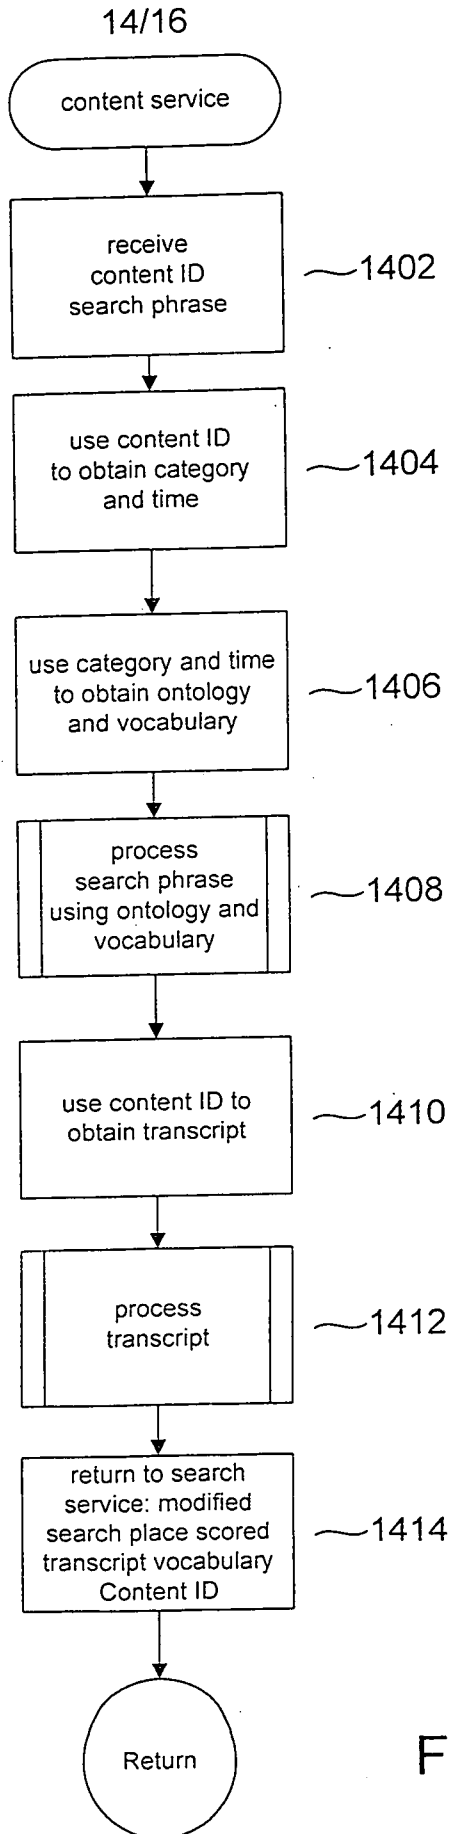 14/16
content service
receive
content ID
search phrase
1402
use content ID
to obtain category
and time
1404
use category and time
to obtain ontology
and vocabulary
1406
process
search phrase
using ontology and
vocabulary
1408
use content ID to
obtain transcript
1410
process
transcript
1412
return to search
service: modified
search place scored
transcript vocabulary
Content ID
1414
Return
F